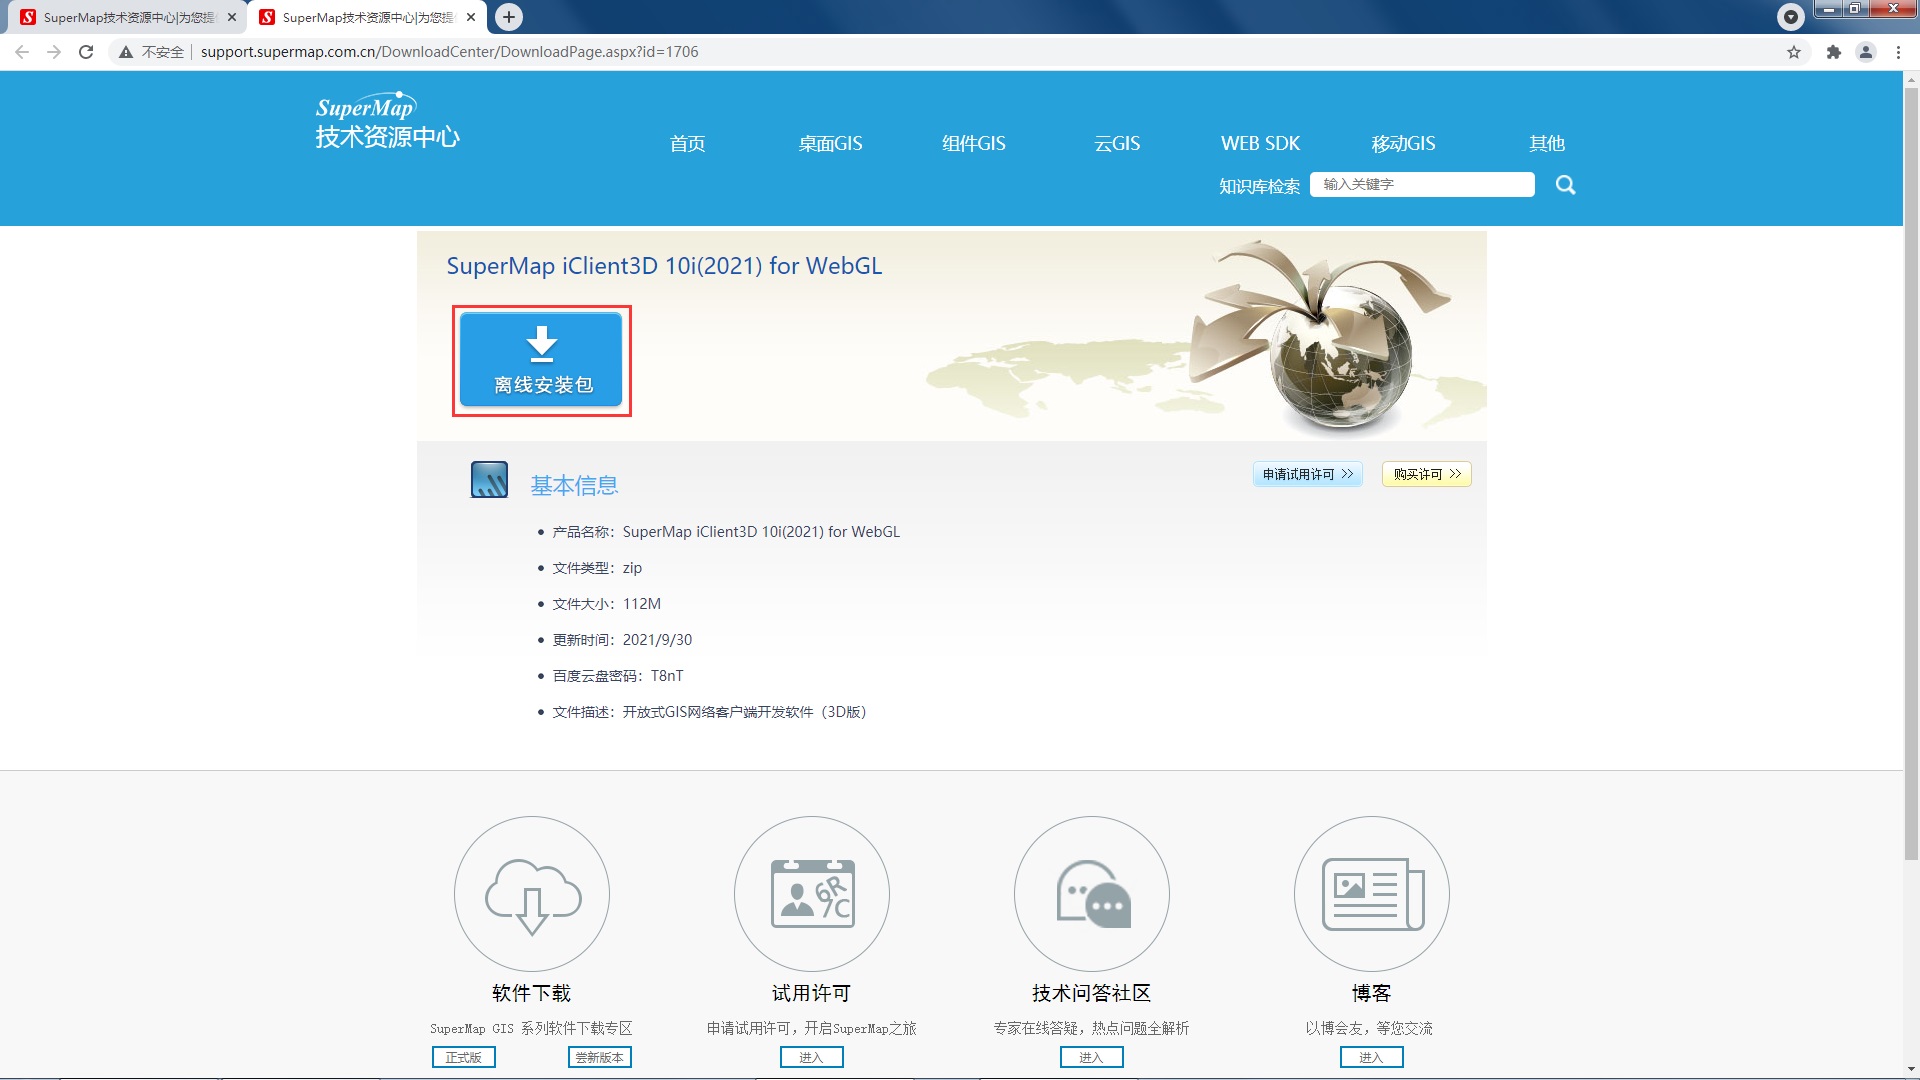 SuperMap技术资源中心|为您提
SuperMap技术资源中心|为您提
不安全 support.supermap.com.cn/DownloadCenter/DownloadPage.aspx?id=1706
SuperMap
技术资源中心
首页 桌面GIS 组件GIS 云GIS WEB SDK 移动GIS 其他
知识库检索 输入关键字
SuperMap iClient3D 10i(2021) for WebGL
离线安装包
基本信息
申请试用许可 >>
购买许可 >>
产品名称：SuperMap iClient3D 10i(2021) for WebGL
文件类型：zip
文件大小：112M
更新时间：2021/9/30
百度云盘密码：T8nT
文件描述：开放式GIS网络客户端开发软件（3D版）
6R
7C
软件下载 试用许可 技术问答社区 博客
SuperMap GIS 系列软件下载专区 申请试用许可，开启SuperMap之旅 专家在线答疑，热点问题全解析 以博会友，等您交流
正式版 尝新版本 进入 进入 进入